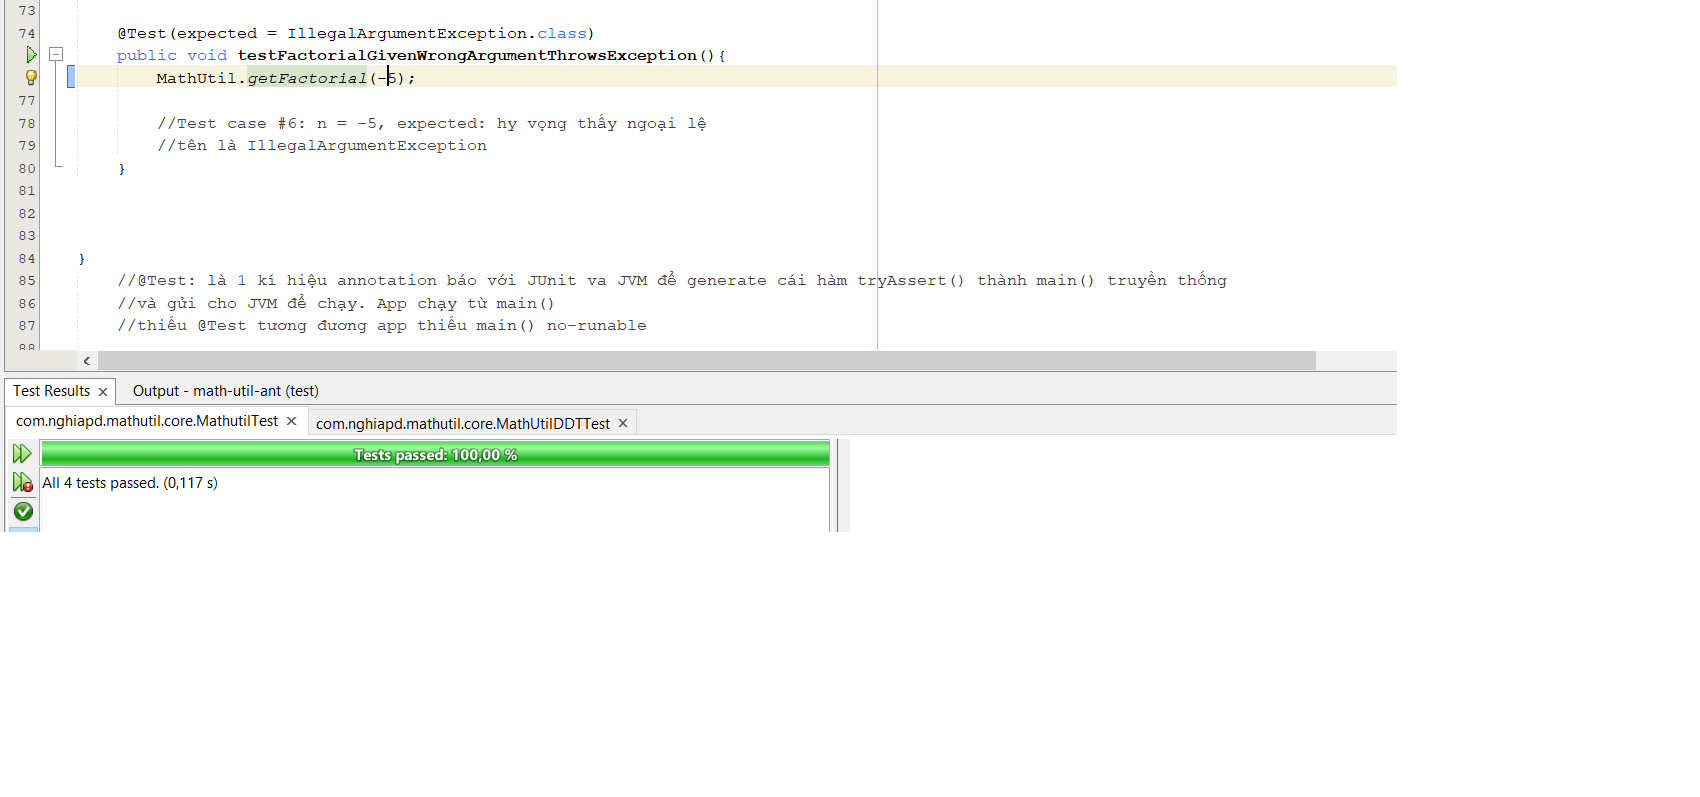 73
74 @Test(expected = IllegalArgumentException.class)
public void testFactorialGivenWrongArgumentThrowsException(){
MathUtil.getFactorial(-5);
77
78 //Test case #6: n = -5, expected: hy vọng thấy ngoại lệ
79 //tên là IllegalArgumentException
80 }
81
82
83
84 }
85 //@Test: là 1 kí hiệu annotation báo với JUnit va JVM để generate cái hàm tryAssert() thành main() truyền thống
86 //và gửi cho JVM để chạy. App chạy từ main()
87 //thiếu @Test tương đương app thiếu main() no-runable
88
Test Results Output - math-util-ant (test)
com.nghiapd.mathutil.core.MathutilTest com.nghiapd.mathutil.core.MathUtilDDTTest
Tests passed: 100,00 %
All 4 tests passed. (0,117 s)